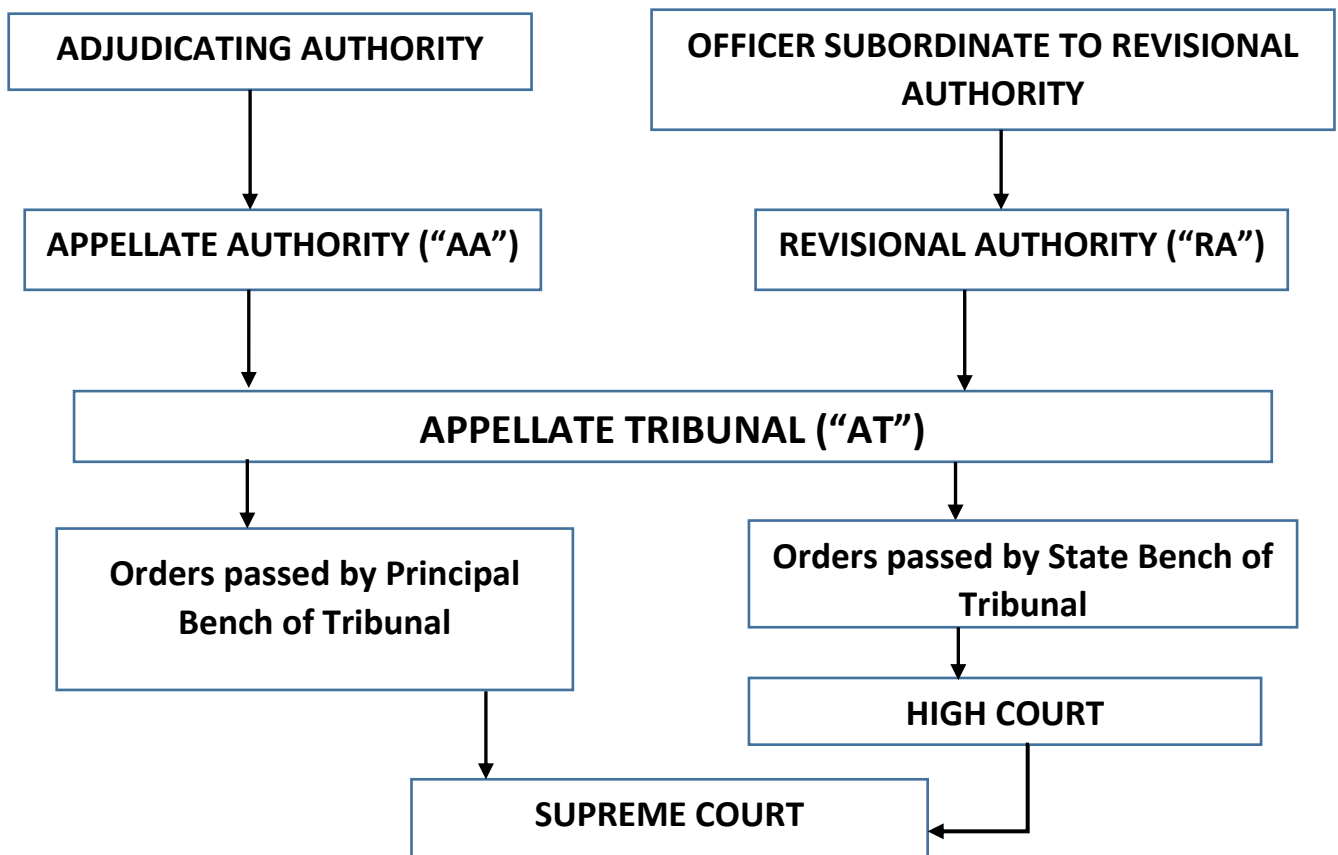 ADJUDICATING AUTHORITY
OFFICER SUBORDINATE TO REVISIONAL
AUTHORITY
APPELLATE AUTHORITY (“AA”)
REVISIONAL AUTHORITY (“RA”)
APPELLATE TRIBUNAL (“AT”)
Orders passed by Principal
Bench of Tribunal
Orders passed by State Bench of
Tribunal
HIGH COURT
SUPREME COURT